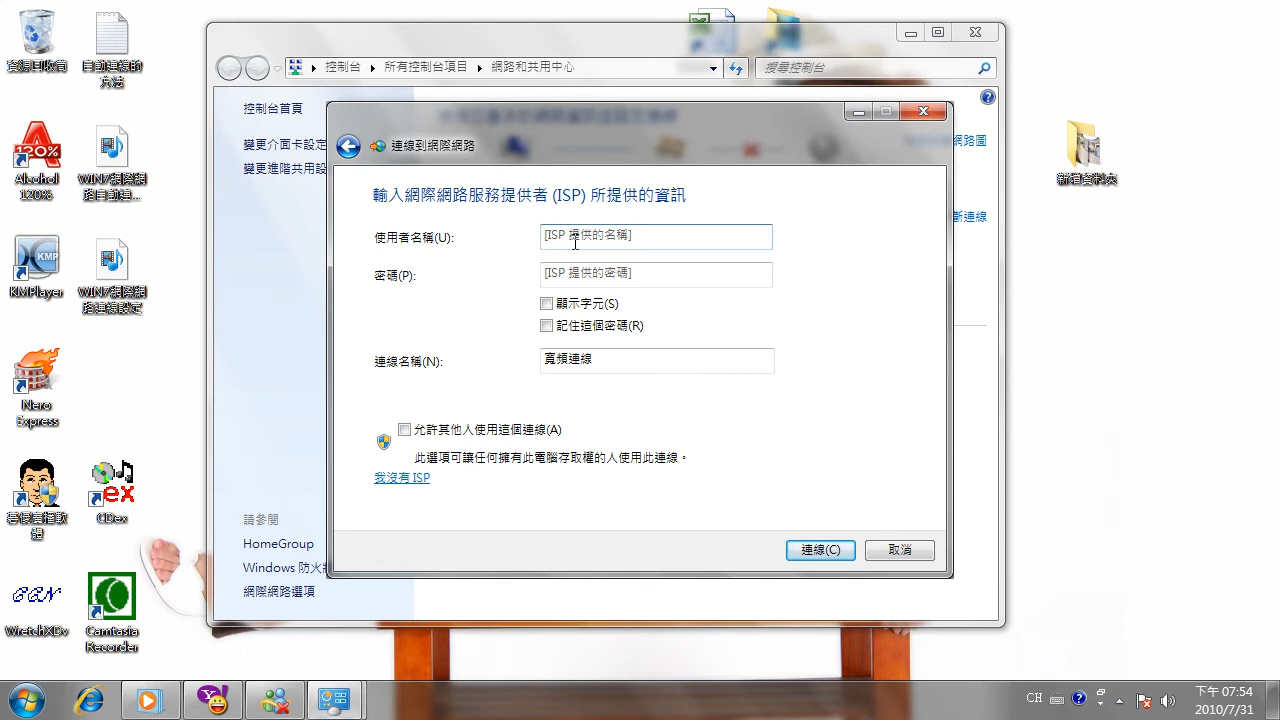 資源回收筒
自動連線的
方法
Alcohol
120%
WIN7網際網
路自動連...
KMPlayer
WIN7網際網
路連線設定
Nero
Express
CDex
WretchXDv
Camtasia
Recorder
新增資料夾
控制台 所有控制台項目 網路和共用中心
搜尋控制台
控制台首頁
變更介面卡設定
變更進階共用設
請參閱
HomeGroup
Windows 防火
網際網路選項
網路圖
斷連線
連線到網際網路
輸入網際網路服務提供者 (ISP) 所提供的資訊
使用者名稱(U):
[ISP 提供的名稱]
密碼(P):
[ISP 提供的密碼]
顯示字元(S)
記住這個密碼(R)
連線名稱(N):
寬頻連線
允許其他人使用這個連線(A)
此選項可讓任何擁有此電腦存取權的人使用此連線。
我沒有 ISP
連線(C)
取消
CH
下午 07:54
2010/7/31